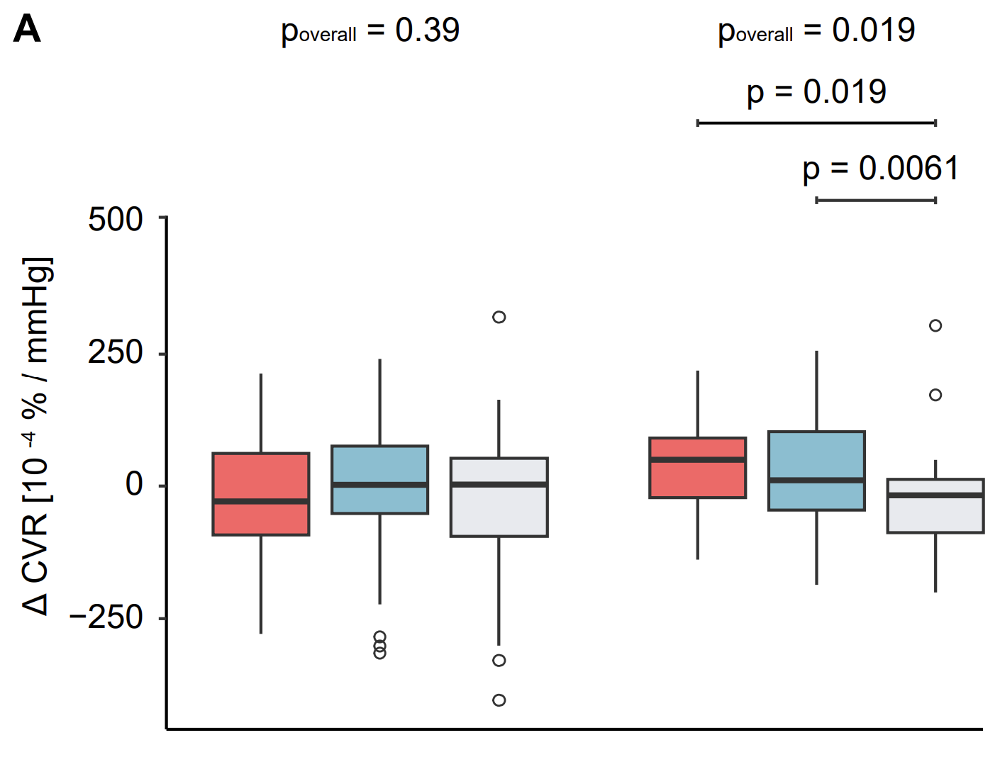 A
poverall = 0.39
poverall = 0.019
p = 0.019
p = 0.0061
500
250
0
−250
Δ CVR [10 -4 % / mmHg]